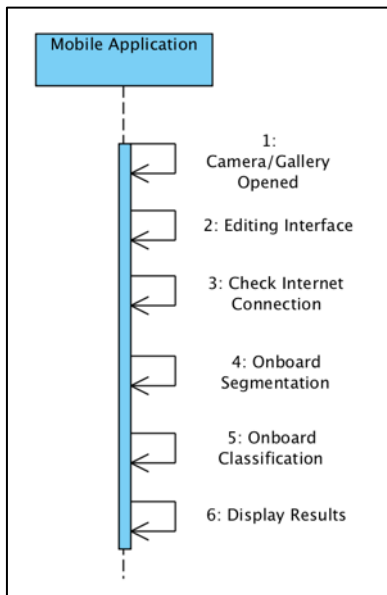 Mobile Application
1:
Camera/Gallery
Opened
2: Editing Interface
3: Check Internet
Connection
4: Onboard
Segmentation
5: Onboard
Classification
6: Display Results